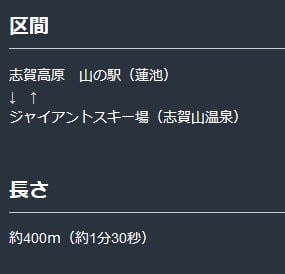 区間
志賀高原　山の駅（蓮池）
↓　↑
ジャイアントスキー場（志賀山温泉）
長さ
約400m（約1分30秒）